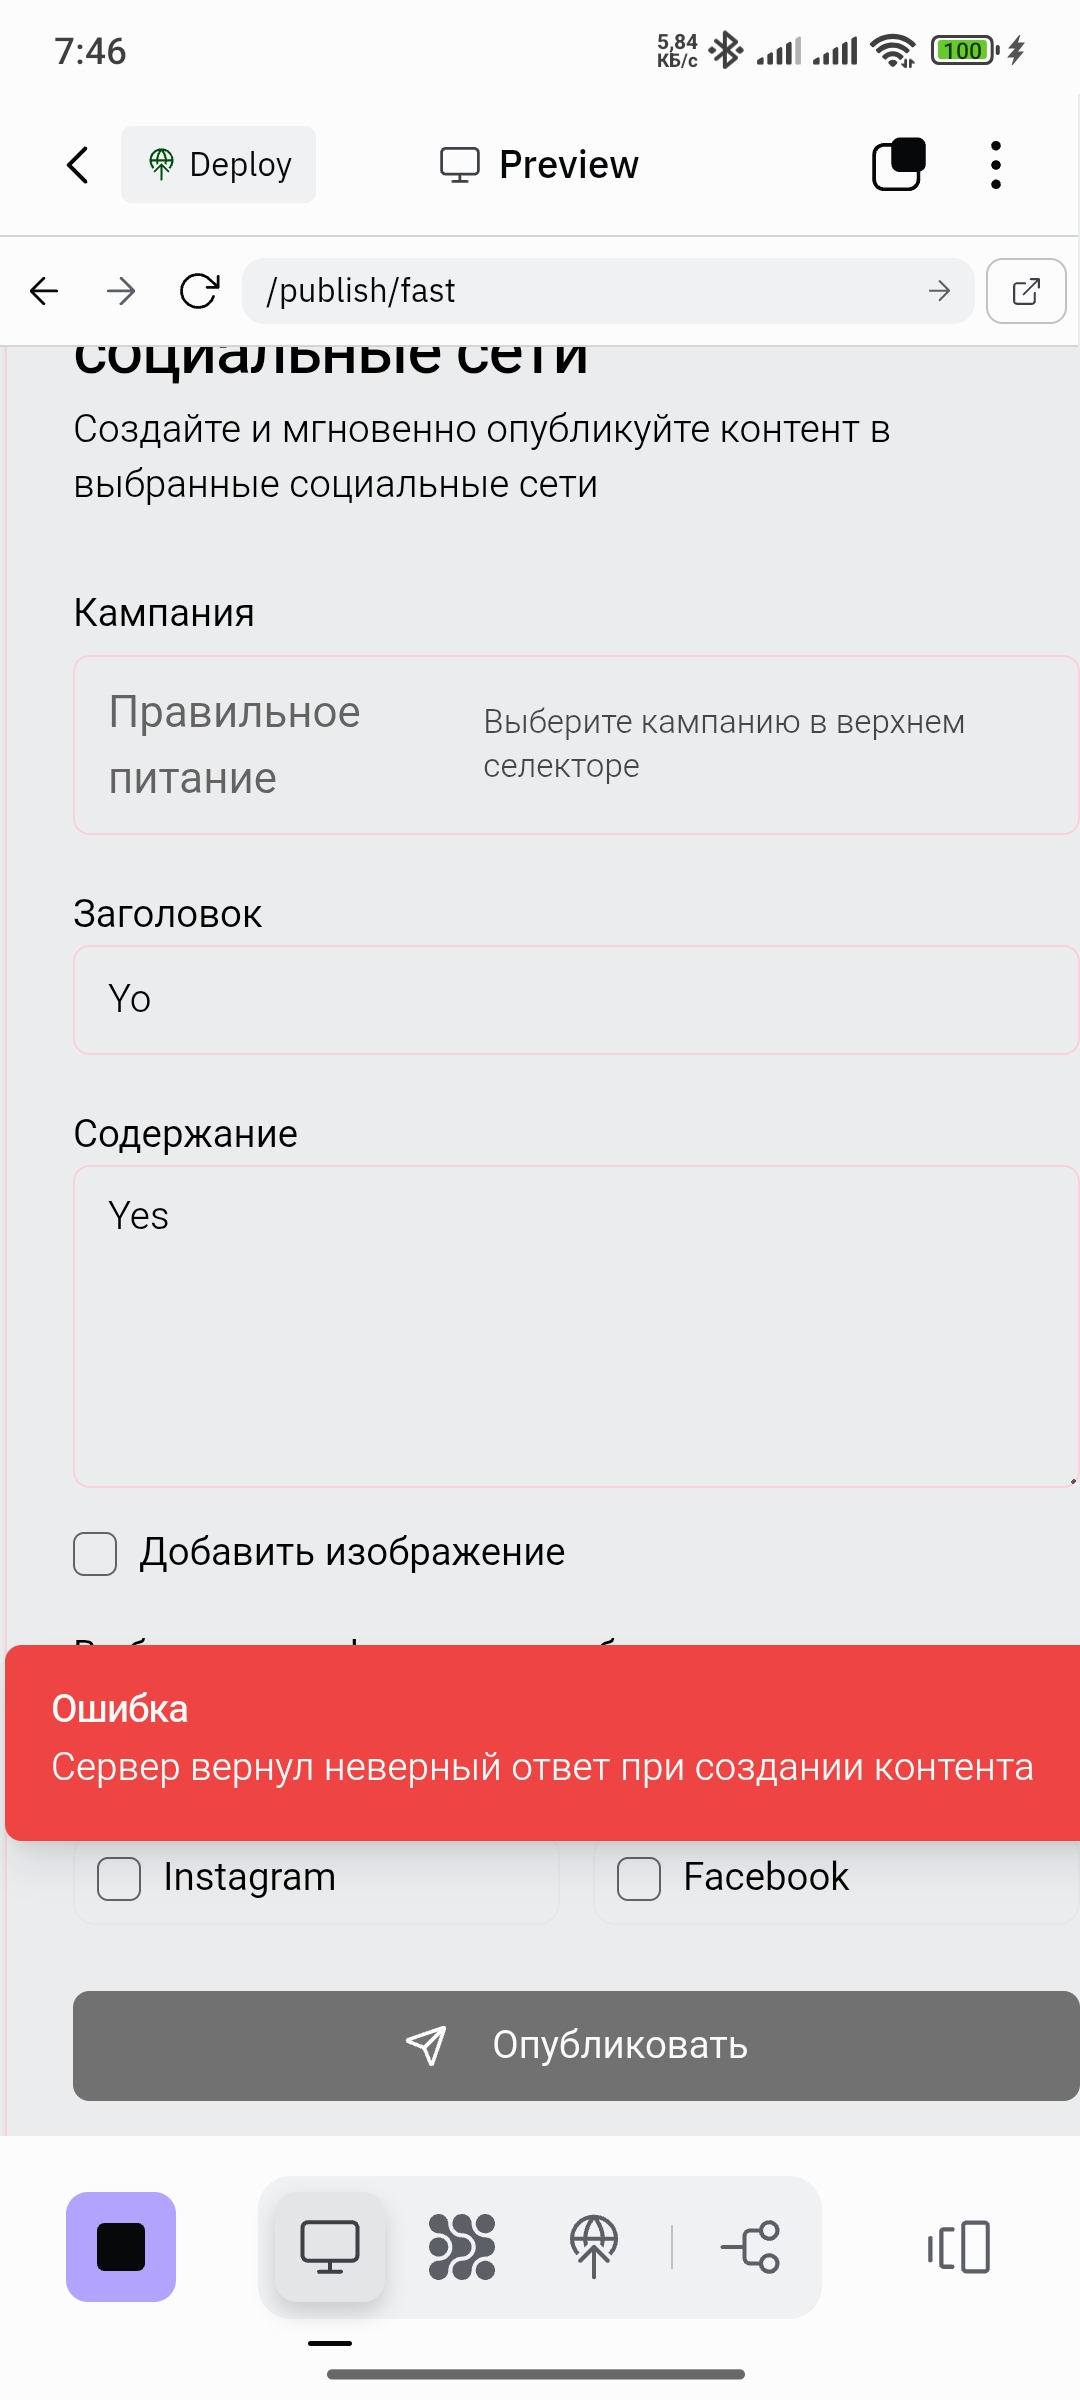 7:46
5,84
КБ/с
100
Deploy
Preview
/publish/fast
социальные сети
Создайте и мгновенно опубликуйте контент в
выбранные социальные сети
Кампания
Правильное
питание
Выберите кампанию в верхнем
селекторе
Заголовок
Yo
Содержание
Yes
Добавить изображение
Ошибка
Сервер вернул неверный ответ при создании контента
Instagram
Facebook
Опубликовать